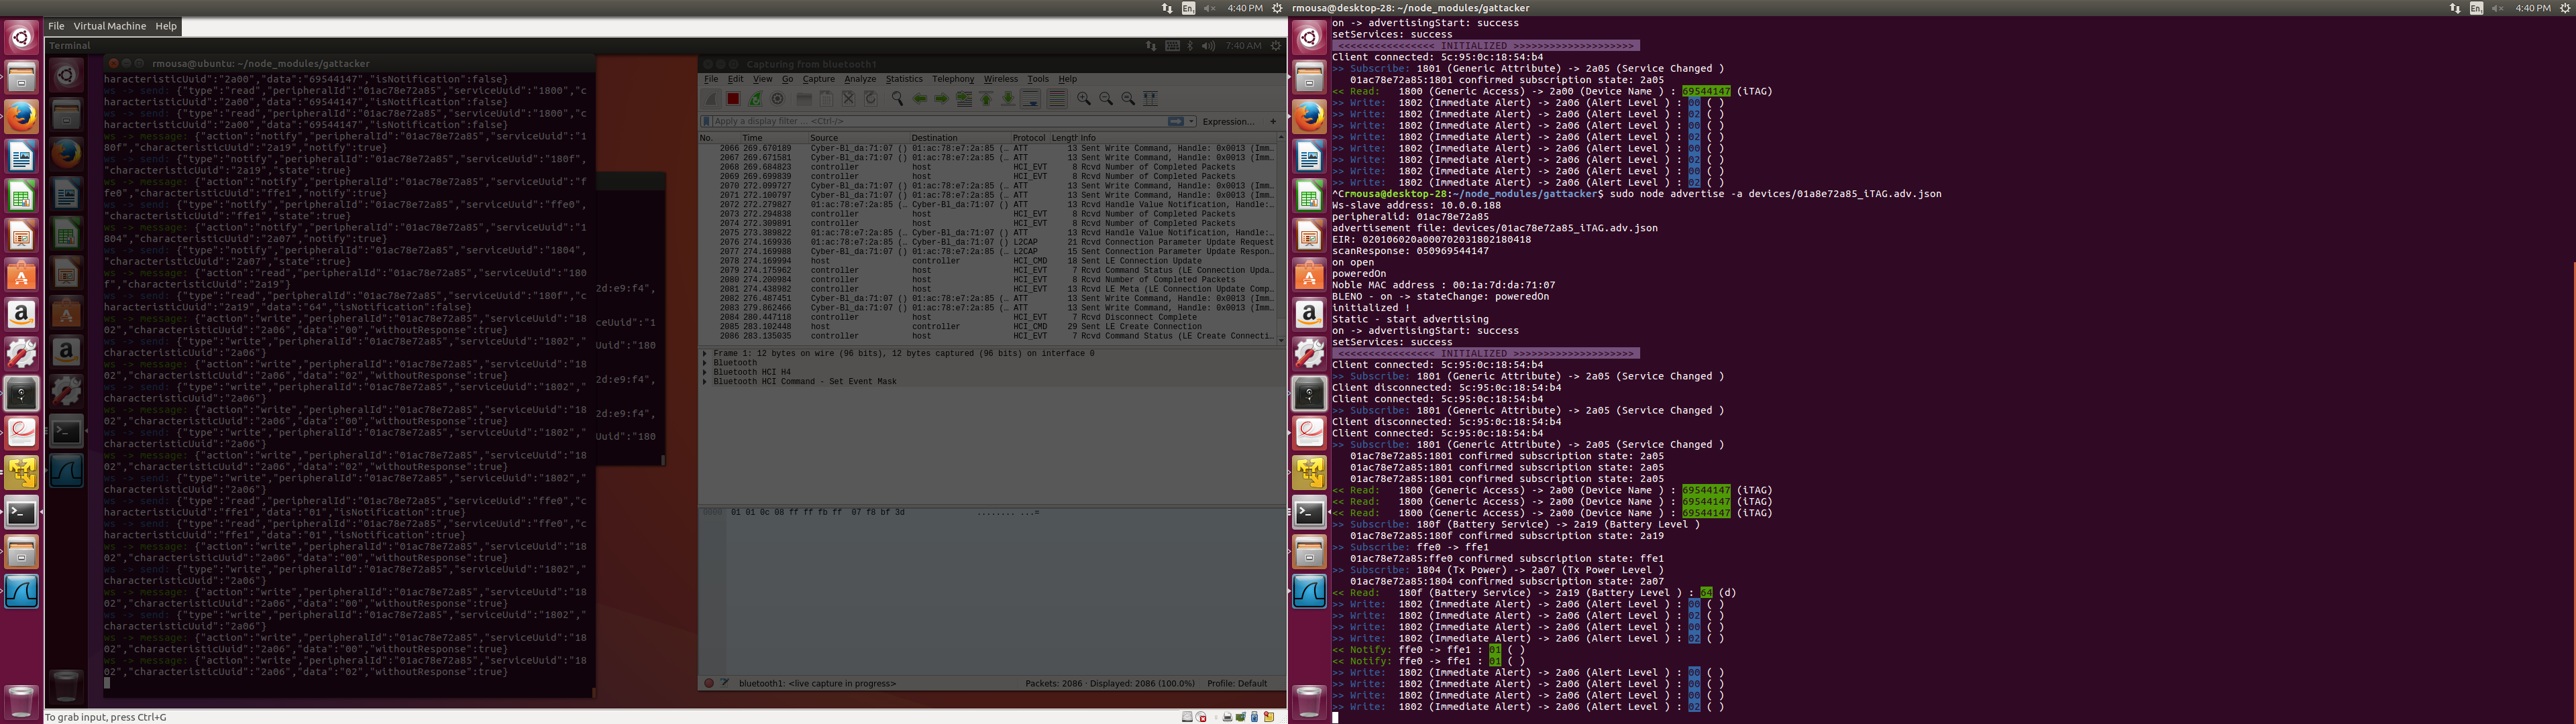 4:40 PM
File Virtual Machine Help
Terminal
7:40 AM
rmousa@ubuntu: ~/node_modules/gattacker
haracteristicUuid":"2a00","data":"69544147","isNotification":false}
ws -> send: {"type":"read","peripheralId":"01ac78e72a85","serviceUuid":"1800","c
haracteristicUuid":"2a00","data":"69544147","isNotification":false}
ws -> send: {"type":"read","peripheralId":"01ac78e72a85","serviceUuid":"1800","c
haracteristicUuid":"2a00","data":"69544147","isNotification":false}
ws -> message: {"action":"notify","peripheralId":"01ac78e72a85","serviceUuid":"1
80f","characteristicUuid":"2a19","notify":true}
ws -> send: {"type":"notify","peripheralId":"01ac78e72a85","serviceUuid":"180f",
"characteristicUuid":"2a19","state":true}
ws -> message: {"action":"notify","peripheralId":"01ac78e72a85","serviceUuid":"f
fe0","characteristicUuid":"ffe1","notify":true}
ws -> send: {"type":"notify","peripheralId":"01ac78e72a85","serviceUuid":"ffe0",
"characteristicUuid":"ffe1","state":true}
ws -> message: {"action":"notify","peripheralId":"01ac78e72a85","serviceUuid":"1
804","characteristicUuid":"2a07","notify":true}
ws -> send: {"type":"notify","peripheralId":"01ac78e72a85","serviceUuid":"1804",
"characteristicUuid":"2a07","state":true}
ws -> message: {"action":"read","peripheralId":"01ac78e72a85","serviceUuid":"180
f","characteristicUuid":"2a19"}
ws -> send: {"type":"read","peripheralId":"01ac78e72a85","serviceUuid":"180f","c
haracteristicUuid":"2a19","data":"64","isNotification":false}
ws -> message: {"action":"write","peripheralId":"01ac78e72a85","serviceUuid":"18
02","characteristicUuid":"2a06","data":"00","withoutResponse":true}
ws -> send: {"type":"write","peripheralId":"01ac78e72a85","serviceUuid":"1802","
characteristicUuid":"2a06"}
ws -> message: {"action":"write","peripheralId":"01ac78e72a85","serviceUuid":"18
02","characteristicUuid":"2a06","data":"02","withoutResponse":true}
ws -> send: {"type":"write","peripheralId":"01ac78e72a85","serviceUuid":"1802","
characteristicUuid":"2a06"}
ws -> message: {"action":"write","peripheralId":"01ac78e72a85","serviceUuid":"18
02","characteristicUuid":"2a06","data":"00","withoutResponse":true}
ws -> send: {"type":"write","peripheralId":"01ac78e72a85","serviceUuid":"1802","
characteristicUuid":"2a06"}
ws -> message: {"action":"write","peripheralId":"01ac78e72a85","serviceUuid":"18
02","characteristicUuid":"2a06","data":"02","withoutResponse":true}
ws -> send: {"type":"write","peripheralId":"01ac78e72a85","serviceUuid":"1802","
characteristicUuid":"2a06"}
ws -> send: {"type":"read","peripheralId":"01ac78e72a85","serviceUuid":"ffe0","c
haracteristicUuid":"ffe1","data":"01","isNotification":true}
ws -> send: {"type":"read","peripheralId":"01ac78e72a85","serviceUuid":"ffe0","c
haracteristicUuid":"ffe1","data":"01","isNotification":true}
ws -> message: {"action":"write","peripheralId":"01ac78e72a85","serviceUuid":"18
02","characteristicUuid":"2a06","data":"00","withoutResponse":true}
ws -> send: {"type":"write","peripheralId":"01ac78e72a85","serviceUuid":"1802","
characteristicUuid":"2a06"}
ws -> message: {"action":"write","peripheralId":"01ac78e72a85","serviceUuid":"18
02","characteristicUuid":"2a06","data":"00","withoutResponse":true}
ws -> send: {"type":"write","peripheralId":"01ac78e72a85","serviceUuid":"1802","
characteristicUuid":"2a06"}
ws -> message: {"action":"write","peripheralId":"01ac78e72a85","serviceUuid":"18
02","characteristicUuid":"2a06","data":"00","withoutResponse":true}
ws -> message: {"action":"write","peripheralId":"01ac78e72a85","serviceUuid":"18
02","characteristicUuid":"2a06","data":"02","withoutResponse":true}
2d:e9:f4",
ceUuid":"1
iceUuid":"180
2d:e9:f4",
iceUuid":"180
2d:e9:f4",
iceUuid":"180
Capturing from bluetooth1
File Edit View Go Capture Analyze Statistics Telephony Wireless Tools Help
Apply a display filter ... <Ctrl-/>
Expression... +
No. Time Source Destination Protocol Length Info
2066 269.670189 Cyber-Bl_da:71:07 () 01:ac:78:e7:2a:85 (… ATT 13 Sent Write Command, Handle: 0x0013 (Imm…
2067 269.671581 Cyber-Bl_da:71:07 () 01:ac:78:e7:2a:85 (… ATT 13 Sent Write Command, Handle: 0x0013 (Imm…
2068 269.684823 controller host HCI_EVT 8 Rcvd Number of Completed Packets
2069 269.699839 controller host HCI_EVT 8 Rcvd Number of Completed Packets
2070 272.099727 Cyber-Bl_da:71:07 () 01:ac:78:e7:2a:85 (… ATT 13 Sent Write Command, Handle: 0x0013 (Imm…
2071 272.100797 Cyber-Bl_da:71:07 () 01:ac:78:e7:2a:85 (… ATT 13 Sent Write Command, Handle: 0x0013 (Imm…
2072 272.279827 01:ac:78:e7:2a:85 (… Cyber-Bl_da:71:07 () ATT 13 Rcvd Handle Value Notification, Handle:…
2073 272.294838 controller host HCI_EVT 8 Rcvd Number of Completed Packets
2074 272.309891 controller host HCI_EVT 8 Rcvd Number of Completed Packets
2075 273.389822 01:ac:78:e7:2a:85 (… Cyber-Bl_da:71:07 () ATT 13 Rcvd Handle Value Notification, Handle:…
2076 274.169936 01:ac:78:e7:2a:85 (… Cyber-Bl_da:71:07 () L2CAP 21 Rcvd Connection Parameter Update Request
2077 274.169988 Cyber-Bl_da:71:07 () 01:ac:78:e7:2a:85 (… L2CAP 15 Sent Connection Parameter Update Respon…
2078 274.169994 host controller HCI_CMD 18 Sent LE Connection Update
2079 274.175962 controller host HCI_EVT 7 Rcvd Command Status (LE Connection Upda…
2080 274.200984 controller host HCI_EVT 8 Rcvd Number of Completed Packets
2081 274.438982 controller host HCI_EVT 13 Rcvd LE Meta (LE Connection Update Comp…
2082 276.487451 Cyber-Bl_da:71:07 () 01:ac:78:e7:2a:85 (… ATT 13 Sent Write Command, Handle: 0x0013 (Imm…
2083 279.862466 Cyber-Bl_da:71:07 () 01:ac:78:e7:2a:85 (… ATT 13 Sent Write Command, Handle: 0x0013 (Imm…
2084 280.447118 controller host HCI_EVT 7 Rcvd Disconnect Complete
2085 283.102448 host controller HCI_CMD 29 Sent LE Create Connection
2086 283.135035 controller host HCI_EVT 7 Rcvd Command Status (LE Create Connecti…
Frame 1: 12 bytes on wire (96 bits), 12 bytes captured (96 bits) on interface 0
Bluetooth
Bluetooth HCI H4
Bluetooth HCI Command - Set Event Mask
0000 01 01 0c 08 ff ff fb ff 07 f8 bf 3d ........ ...=
bluetooth1: <live capture in progress> Packets: 2086 · Displayed: 2086 (100.0%) Profile: Default
To grab input, press Ctrl+G
rmousa@desktop-28: ~/node_modules/gattacker
En
4:40 PM
on -> advertisingStart: success
setServices: success
<<<<<<<<<<<<<<<< INITIALIZED >>>>>>>>>>>>>>>>>>>>
Client connected: 5c:95:0c:18:54:b4
>> Subscribe: 1801 (Generic Attribute) -> 2a05 (Service Changed )
01ac78e72a85:1801 confirmed subscription state: 2a05
<< Read: 1800 (Generic Access) -> 2a00 (Device Name ) : 69544147 (iTAG)
>> Write: 1802 (Immediate Alert) -> 2a06 (Alert Level ) : 00 ( )
>> Write: 1802 (Immediate Alert) -> 2a06 (Alert Level ) : 02 ( )
>> Write: 1802 (Immediate Alert) -> 2a06 (Alert Level ) : 00 ( )
>> Write: 1802 (Immediate Alert) -> 2a06 (Alert Level ) : 02 ( )
>> Write: 1802 (Immediate Alert) -> 2a06 (Alert Level ) : 00 ( )
>> Write: 1802 (Immediate Alert) -> 2a06 (Alert Level ) : 02 ( )
>> Write: 1802 (Immediate Alert) -> 2a06 (Alert Level ) : 00 ( )
>> Write: 1802 (Immediate Alert) -> 2a06 (Alert Level ) : 02 ( )
^Crmousa@desktop-28:~/node_modules/gattacker$ sudo node advertise -a devices/01a8e72a85_iTAG.adv.json
Ws-slave address: 10.0.0.188
peripheralid: 01ac78e72a85
advertisement file: devices/01ac78e72a85_iTAG.adv.json
EIR: 020106020a000702031802180418
scanResponse: 050969544147
on open
poweredOn
Noble MAC address : 00:1a:7d:da:71:07
BLENO - on -> stateChange: poweredOn
initialized !
Static - start advertising
on -> advertisingStart: success
setServices: success
<<<<<<<<<<<<<<<< INITIALIZED >>>>>>>>>>>>>>>>>>>>
Client connected: 5c:95:0c:18:54:b4
>> Subscribe: 1801 (Generic Attribute) -> 2a05 (Service Changed )
Client disconnected: 5c:95:0c:18:54:b4
Client connected: 5c:95:0c:18:54:b4
>> Subscribe: 1801 (Generic Attribute) -> 2a05 (Service Changed )
Client disconnected: 5c:95:0c:18:54:b4
Client connected: 5c:95:0c:18:54:b4
>> Subscribe: 1801 (Generic Attribute) -> 2a05 (Service Changed )
01ac78e72a85:1801 confirmed subscription state: 2a05
01ac78e72a85:1801 confirmed subscription state: 2a05
01ac78e72a85:1801 confirmed subscription state: 2a05
<< Read: 1800 (Generic Access) -> 2a00 (Device Name ) : 69544147 (iTAG)
<< Read: 1800 (Generic Access) -> 2a00 (Device Name ) : 69544147 (iTAG)
<< Read: 1800 (Generic Access) -> 2a00 (Device Name ) : 69544147 (iTAG)
>> Subscribe: 180f (Battery Service) -> 2a19 (Battery Level )
01ac78e72a85:180f confirmed subscription state: 2a19
>> Subscribe: ffe0 -> ffe1
01ac78e72a85:ffe0 confirmed subscription state: ffe1
>> Subscribe: 1804 (Tx Power) -> 2a07 (Tx Power Level )
01ac78e72a85:1804 confirmed subscription state: 2a07
<< Read: 180f (Battery Service) -> 2a19 (Battery Level ) : 64 (d)
>> Write: 1802 (Immediate Alert) -> 2a06 (Alert Level ) : 00 ( )
>> Write: 1802 (Immediate Alert) -> 2a06 (Alert Level ) : 02 ( )
>> Write: 1802 (Immediate Alert) -> 2a06 (Alert Level ) : 00 ( )
>> Write: 1802 (Immediate Alert) -> 2a06 (Alert Level ) : 02 ( )
<< Notify: ffe0 -> ffe1 : 01 ( )
<< Notify: ffe0 -> ffe1 : 01 ( )
>> Write: 1802 (Immediate Alert) -> 2a06 (Alert Level ) : 00 ( )
>> Write: 1802 (Immediate Alert) -> 2a06 (Alert Level ) : 00 ( )
>> Write: 1802 (Immediate Alert) -> 2a06 (Alert Level ) : 00 ( )
>> Write: 1802 (Immediate Alert) -> 2a06 (Alert Level ) : 02 ( )